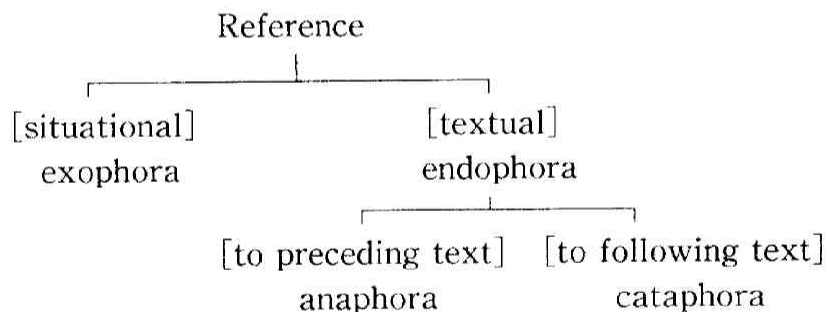 Reference
[situational] [textual]
exophora endophora
[to preceding text] [to following text]
anaphora cataphora